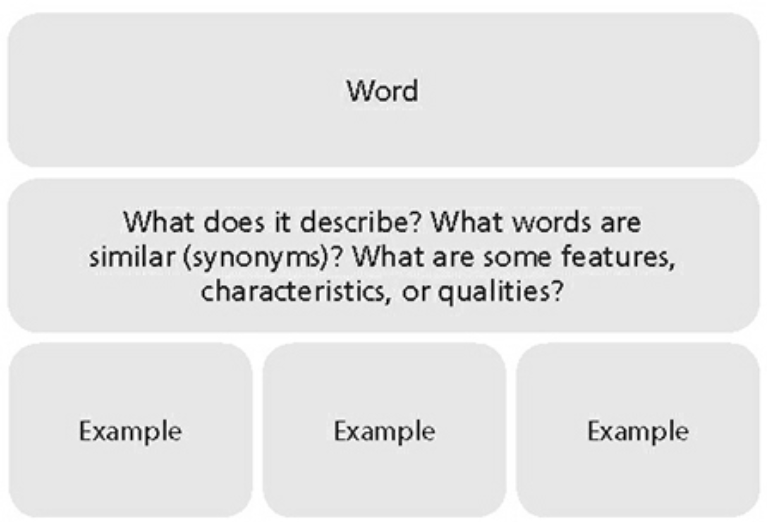 Word
What does it describe? What words are
similar (synonyms)? What are some features,
characteristics, or qualities?
Example
Example
Example